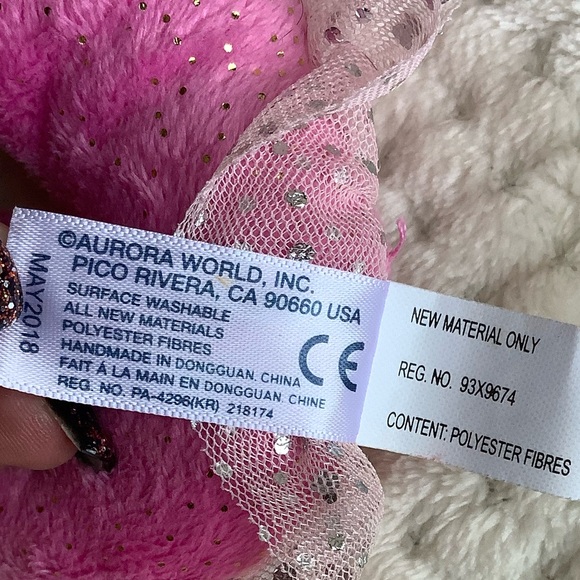 ©AURORA WORLD, INC.
PICO RIVERA, CA 90660 USA
SURFACE WASHABLE
ALL NEW MATERIALS
POLYESTER FIBRES
HANDMADE IN DONGGUAN. CHINA
FAIT À LA MAIN EN DONGGUAN. CHINE
REG. NO. PA-4296(KR) 218174
CE
MAY2018
NEW MATERIAL ONLY
REG. NO. 93X9674
CONTENT: POLYESTER FIBRES